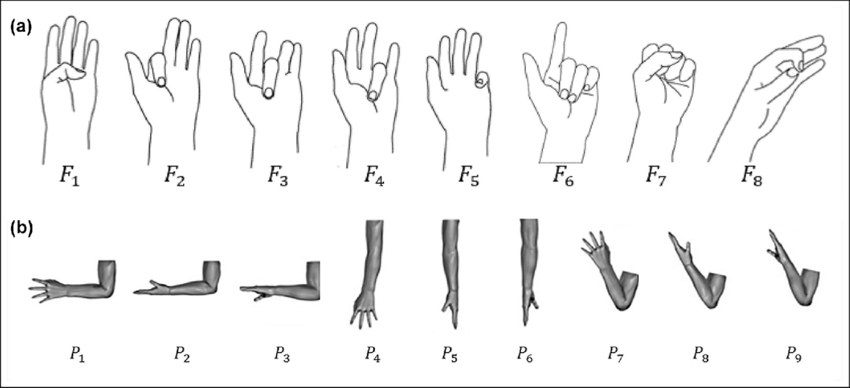 (a)
F₁ F₂ F₃ F₄ F₅ F₆ F₇ F₈
(b)
P₁ P₂ P₃ P₄ P₅ P₆ P₇ P₈ P₉